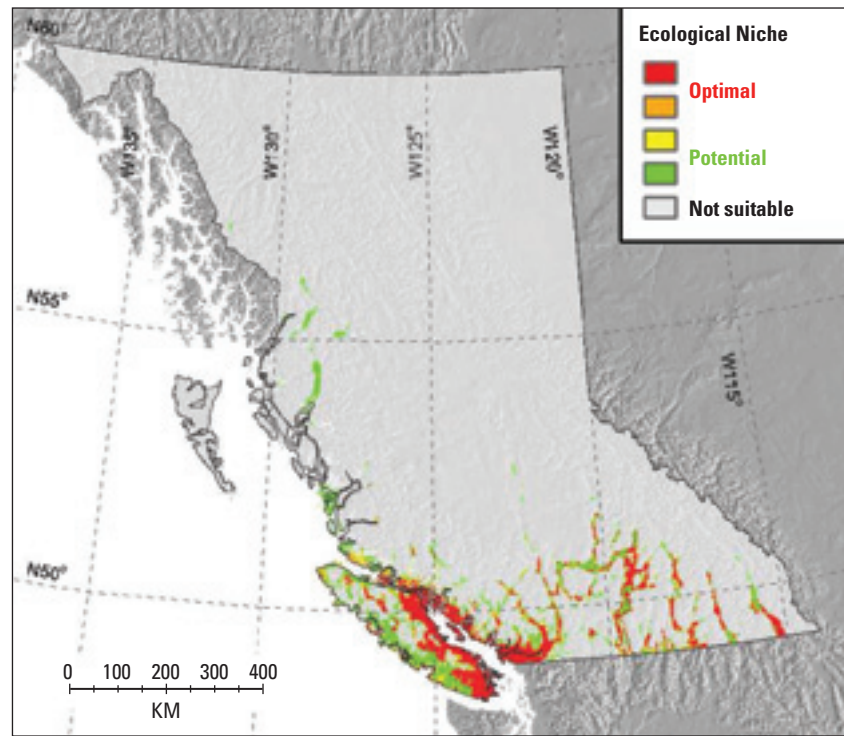 Ecological Niche
Optimal
Potential
Not suitable
N60°
W135°
W130°
W125°
W120°
N55°
W115°
N50°
0 100 200 300 400
KM